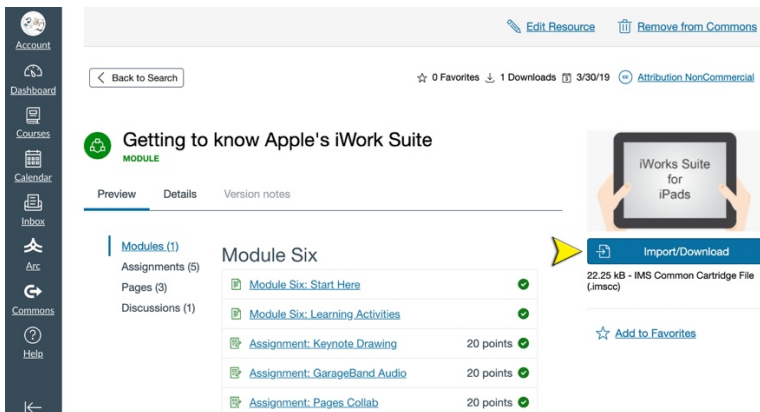 Account
Dashboard
Courses
Calendar
Inbox
Arc
Commons
Help
Edit Resource
Remove from Commons
Back to Search
0 Favorites
1 Downloads
3/30/19
cc
Attribution NonCommercial
Getting to know Apple's iWork Suite
MODULE
Preview
Details
Version notes
Modules (1)
Assignments (5)
Pages (3)
Discussions (1)
Module Six
Module Six: Start Here
Module Six: Learning Activities
Assignment: Keynote Drawing
20 points
Assignment: GarageBand Audio
20 points
Assignment: Pages Collab
20 points
iWorks Suite
for
iPads
Import/Download
22.25 kB - IMS Common Cartridge File
(.imscc)
Add to Favorites